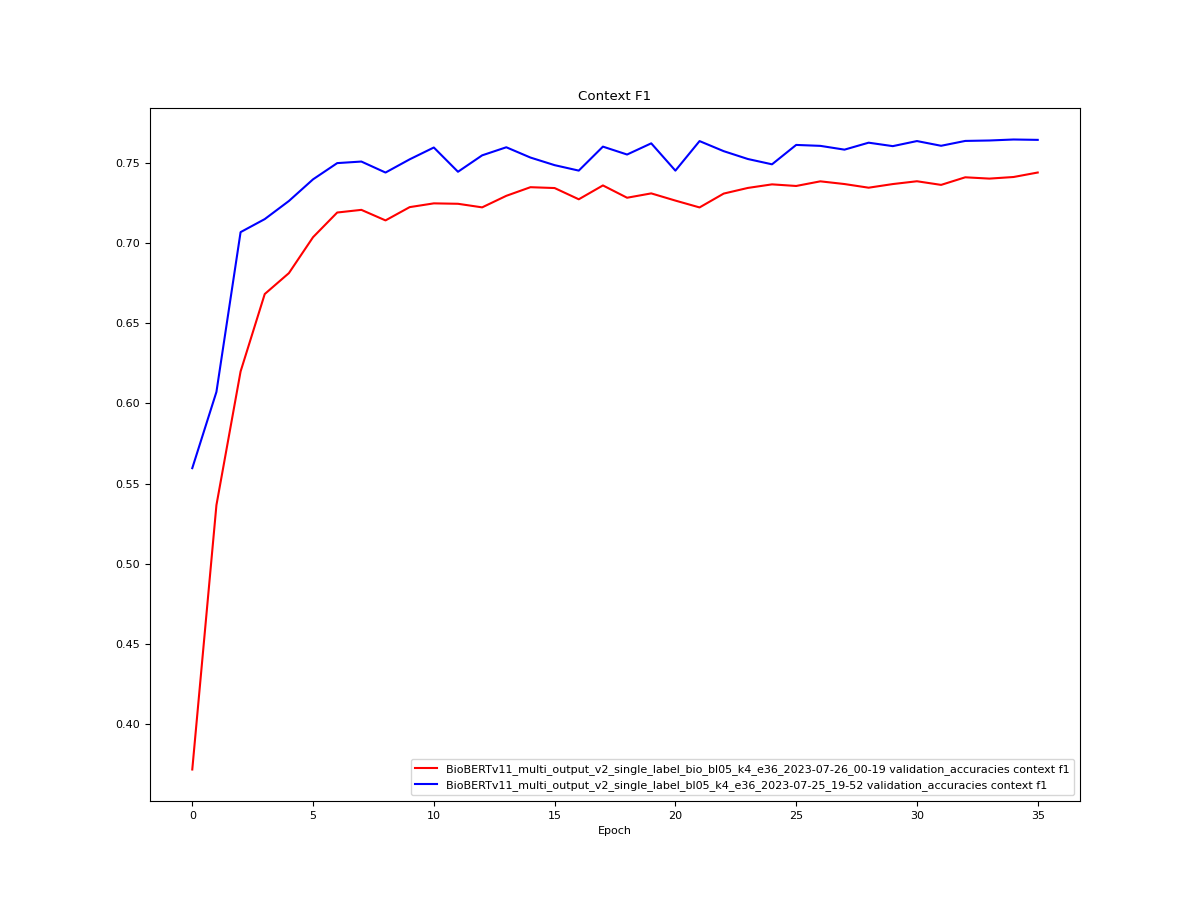 Context F1
0.75
0.70
0.65
0.60
0.55
0.50
0.45
0.40
BioBERTv11_multi_output_v2_single_label_bio_bl05_k4_e36_2023-07-26_00-19 validation_accuracies context f1
BioBERTv11_multi_output_v2_single_label_bl05_k4_e36_2023-07-25_19-52 validation_accuracies context f1
0 5 10 15 20 25 30 35
Epoch